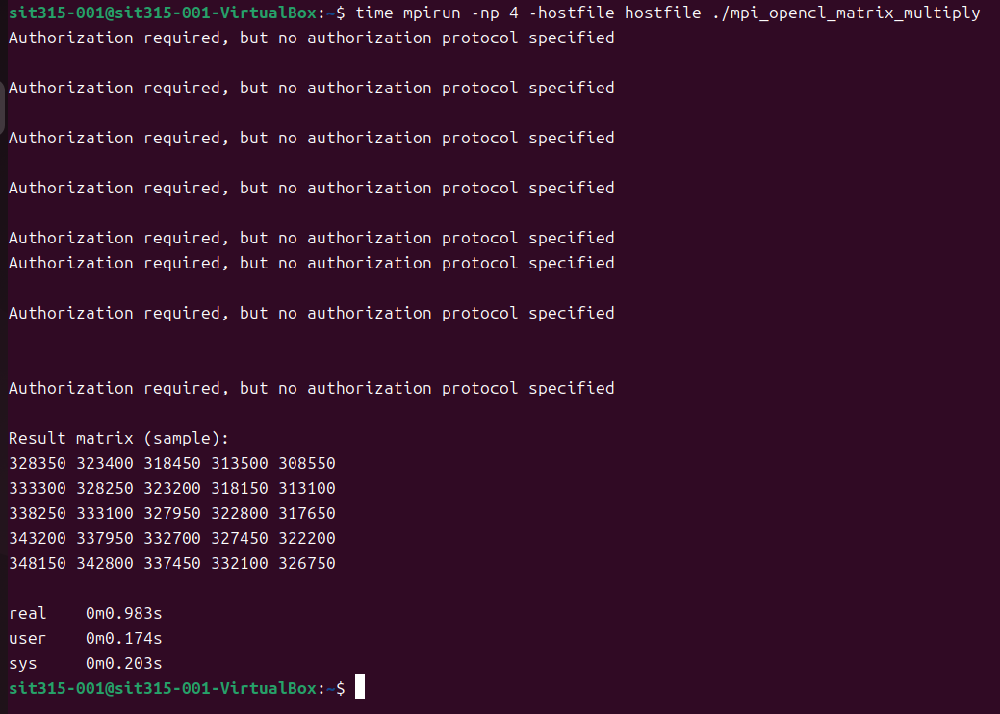 sit315-001@sit315-001-VirtualBox:~$ time mpirun -np 4 -hostfile hostfile ./mpi_opencl_matrix_multiply
Authorization required, but no authorization protocol specified
Authorization required, but no authorization protocol specified
Authorization required, but no authorization protocol specified
Authorization required, but no authorization protocol specified
Authorization required, but no authorization protocol specified
Authorization required, but no authorization protocol specified
Authorization required, but no authorization protocol specified
Authorization required, but no authorization protocol specified
Result matrix (sample):
328350 323400 318450 313500 308550
333300 328250 323200 318150 313100
338250 333100 327950 322800 317650
343200 337950 332700 327450 322200
348150 342800 337450 332100 326750
real 0m0.983s
user 0m0.174s
sys 0m0.203s
sit315-001@sit315-001-VirtualBox:~$